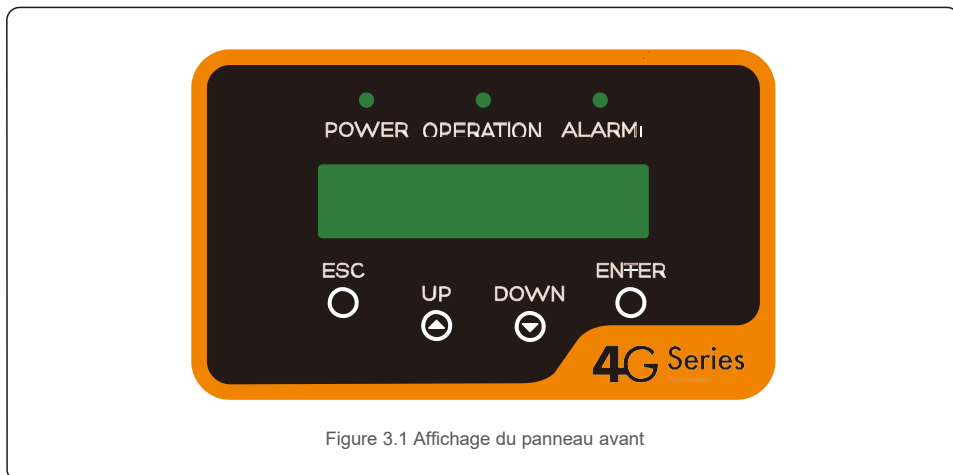 POWER OPERATION ALARM
ESC ENTER
UP DOWN
4G Series
Figure 3.1 Affichage du panneau avant